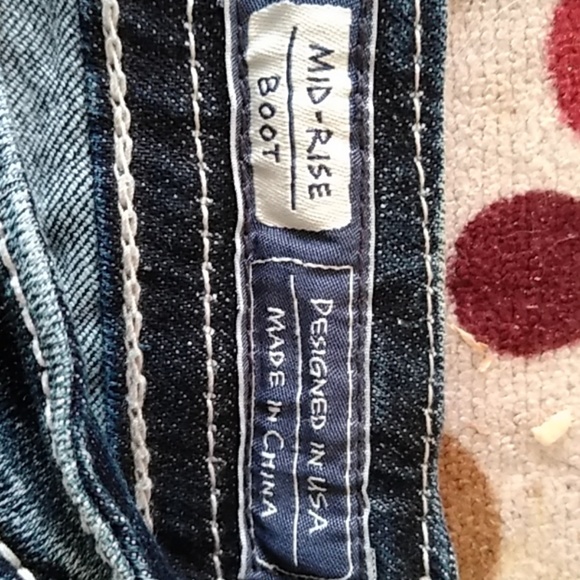 MID-RISE
BOOT
DESIGNED IN USA
MADE IN CHINA